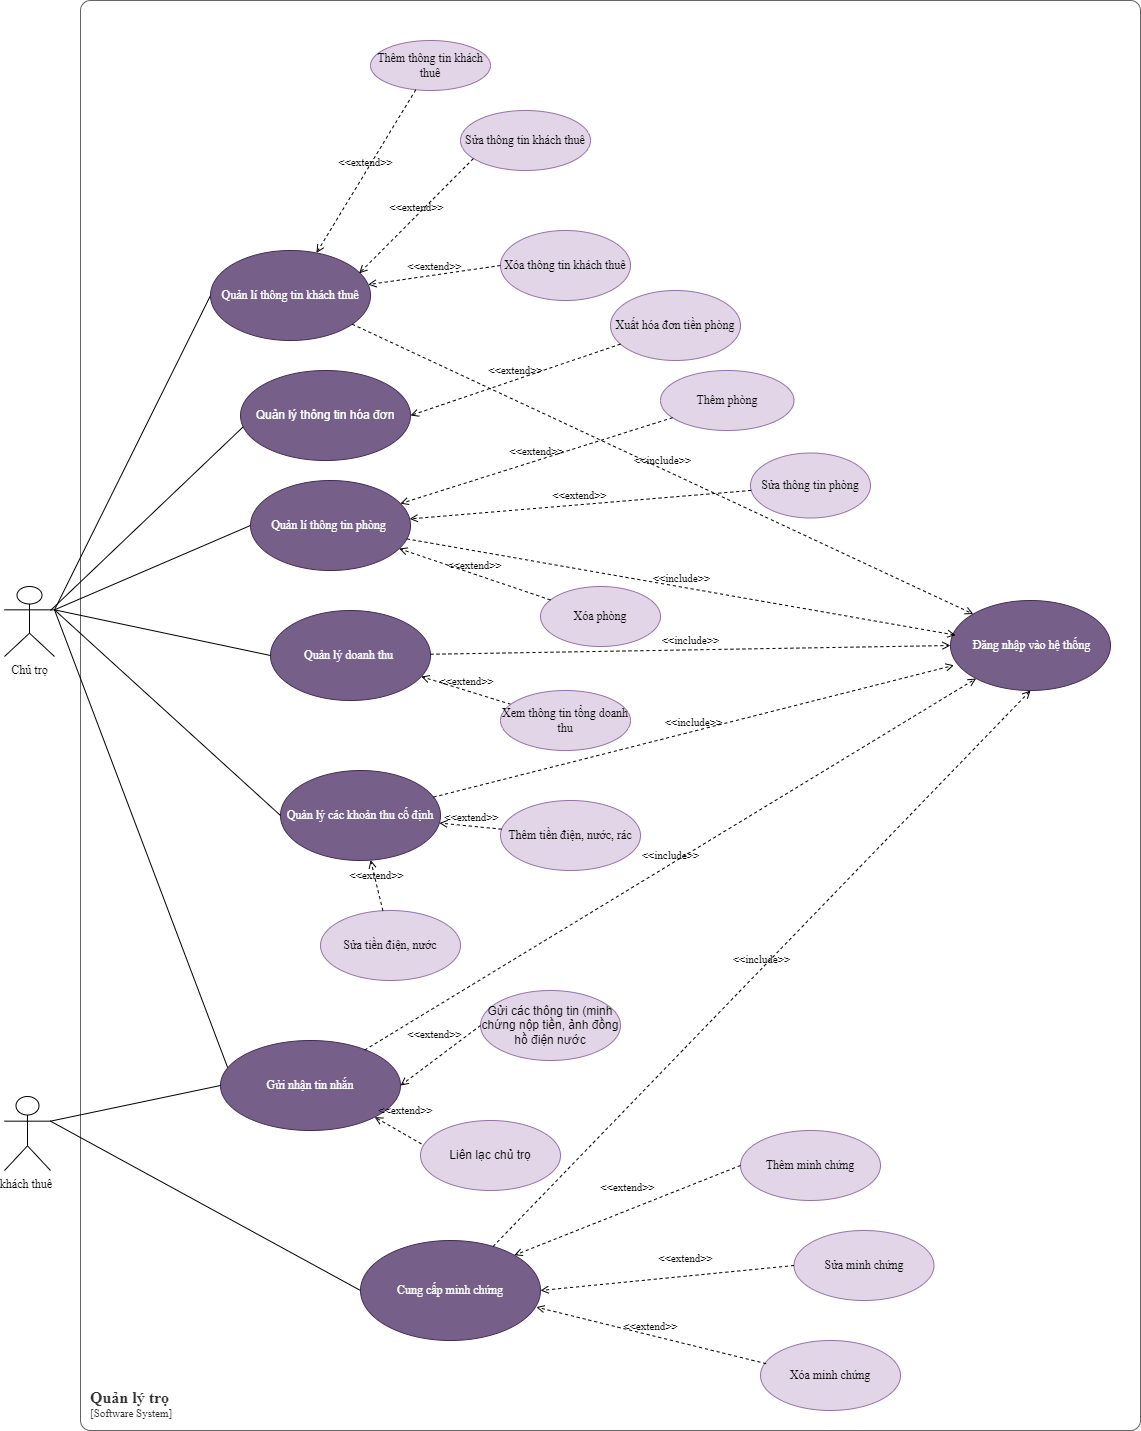 Thêm thông tin khách
thuê
<<extend>>
Sửa thông tin khách thuê
<<extend>>
Xóa thông tin khách thuê
<<extend>>
Quản lí thông tin khách thuê
Xuất hóa đơn tiền phòng
<<extend>>
Thêm phòng
Quản lý thông tin hóa đơn
<<extend>>
<<include>>
Sửa thông tin phòng
<<extend>>
Quản lí thông tin phòng
<<extend>>
<<include>>
Xóa phòng
<<include>>
Đăng nhập vào hệ thống
Quản lý doanh thu
Chủ trọ
<<extend>>
Xem thông tin tổng doanh
thu
<<include>>
Quản lý các khoản thu cố định
<<extend>>
Thêm tiền điện, nước, rác
<<include>>
<<extend>>
Sửa tiền điện, nước
<<include>>
Gửi các thông tin (minh
chứng nộp tiền, ảnh đồng
hồ điện nước
<<extend>>
Gửi nhận tin nhắn
<<extend>>
Liên lạc chủ trọ
Thêm minh chứng
khách thuê
<<extend>>
<<extend>>
Sửa minh chứng
Cung cấp minh chứng
<<extend>>
Xóa minh chứng
Quản lý trọ
[Software System]